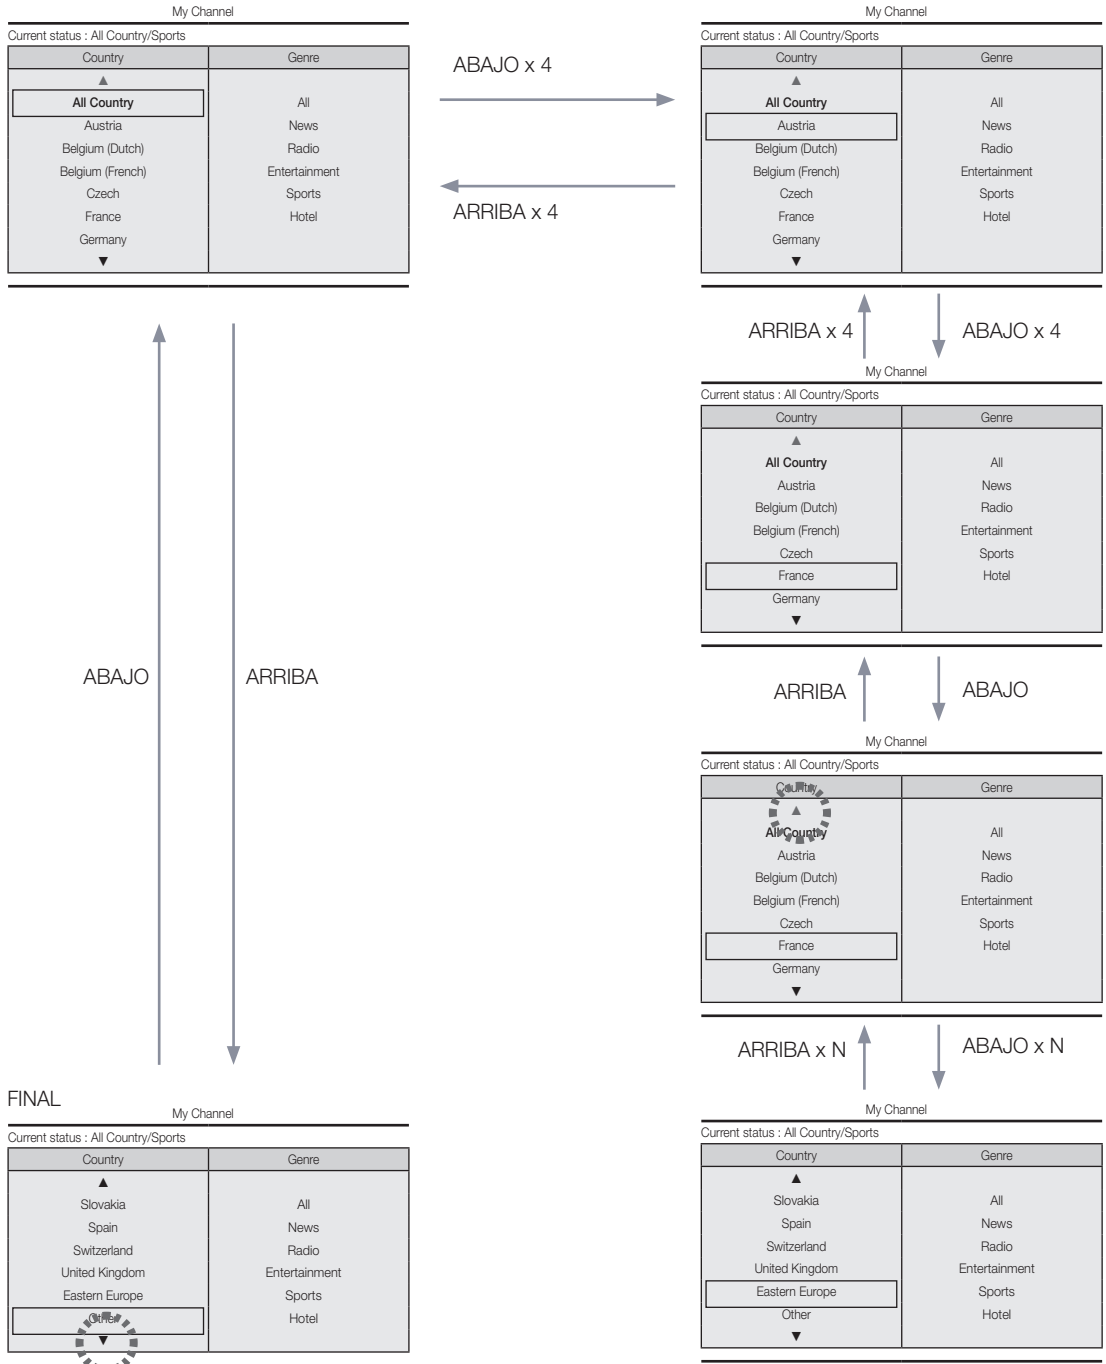 My Channel
Current status : All Country/Sports
Country Genre
▲
All Country All
Austria News
Belgium (Dutch) Radio
Belgium (French) Entertainment
Czech Sports
France Hotel
Germany
▼
ABAJO x 4
ARRIBA x 4
My Channel
Current status : All Country/Sports
Country Genre
▲
All Country All
Austria News
Belgium (Dutch) Radio
Belgium (French) Entertainment
Czech Sports
France Hotel
Germany
▼
ARRIBA x 4
ABAJO x 4
My Channel
Current status : All Country/Sports
Country Genre
▲
All Country All
Austria News
Belgium (Dutch) Radio
Belgium (French) Entertainment
Czech Sports
France Hotel
Germany
▼
ABAJO
ARRIBA
ARRIBA
ABAJO
My Channel
Current status : All Country/Sports
Country Genre
▲
All Country All
Austria News
Belgium (Dutch) Radio
Belgium (French) Entertainment
Czech Sports
France Hotel
Germany
▼
ARRIBA x N
ABAJO x N
FINAL
My Channel
Current status : All Country/Sports
Country Genre
▲
Slovakia All
Spain News
Switzerland Radio
United Kingdom Entertainment
Eastern Europe Sports
Other Hotel
▼
My Channel
Current status : All Country/Sports
Country Genre
▲
Slovakia All
Spain News
Switzerland Radio
United Kingdom Entertainment
Eastern Europe Sports
Other Hotel
▼